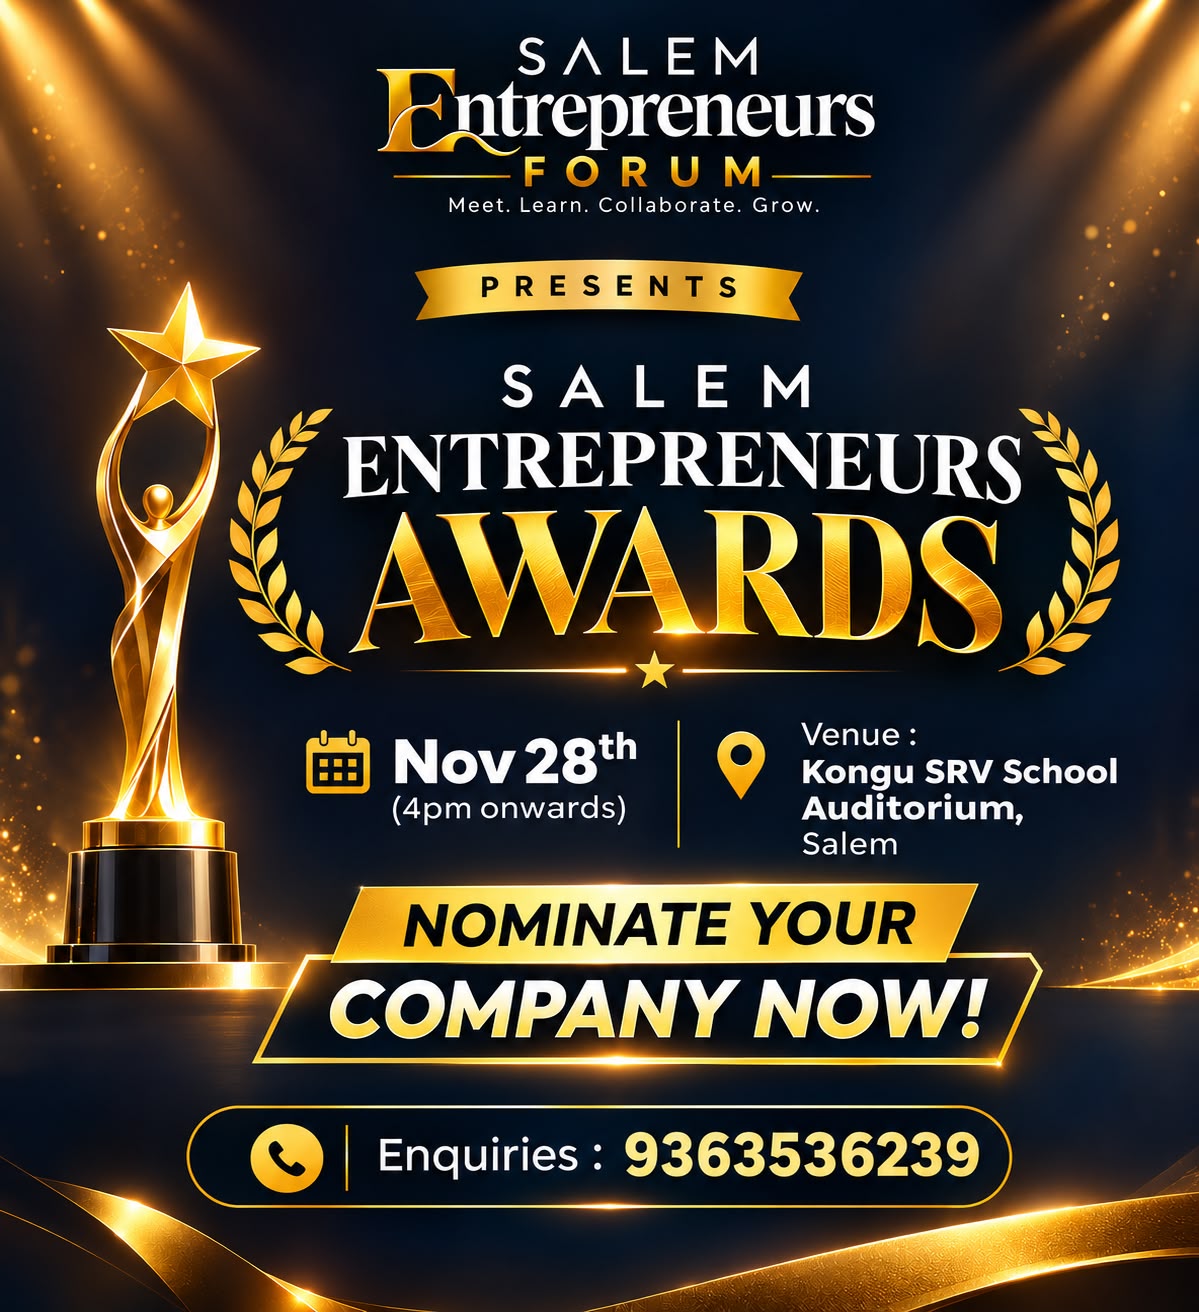 SALEM
Entrepreneurs
FORUM
Meet. Learn. Collaborate. Grow.
PRESENTS
SALEM
ENTREPRENEURS
AWARDS
Nov 28th
(4pm onwards)
Venue :
Kongu SRV School
Auditorium,
Salem
NOMINATE YOUR
COMPANY NOW!
Enquiries : 9363536239